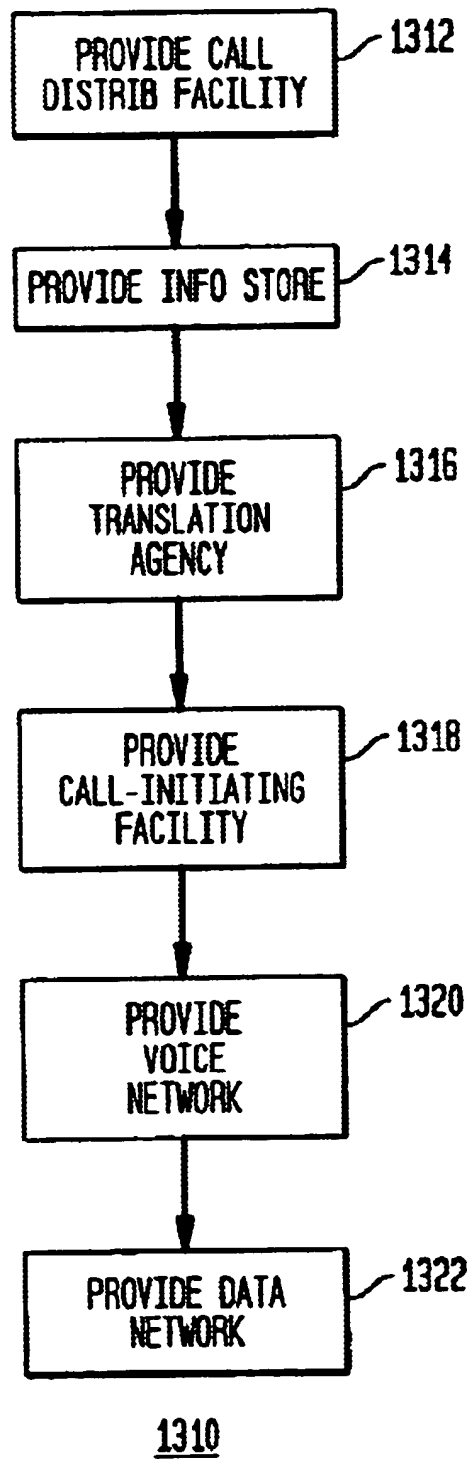 PROVIDE CALL
DISTRIB FACILITY
1312
PROVIDE INFO STORE
1314
PROVIDE
TRANSLATION
AGENCY
1316
PROVIDE
CALL-INITIATING
FACILITY
1318
PROVIDE
VOICE
NETWORK
1320
PROVIDE DATA
NETWORK
1322
1310